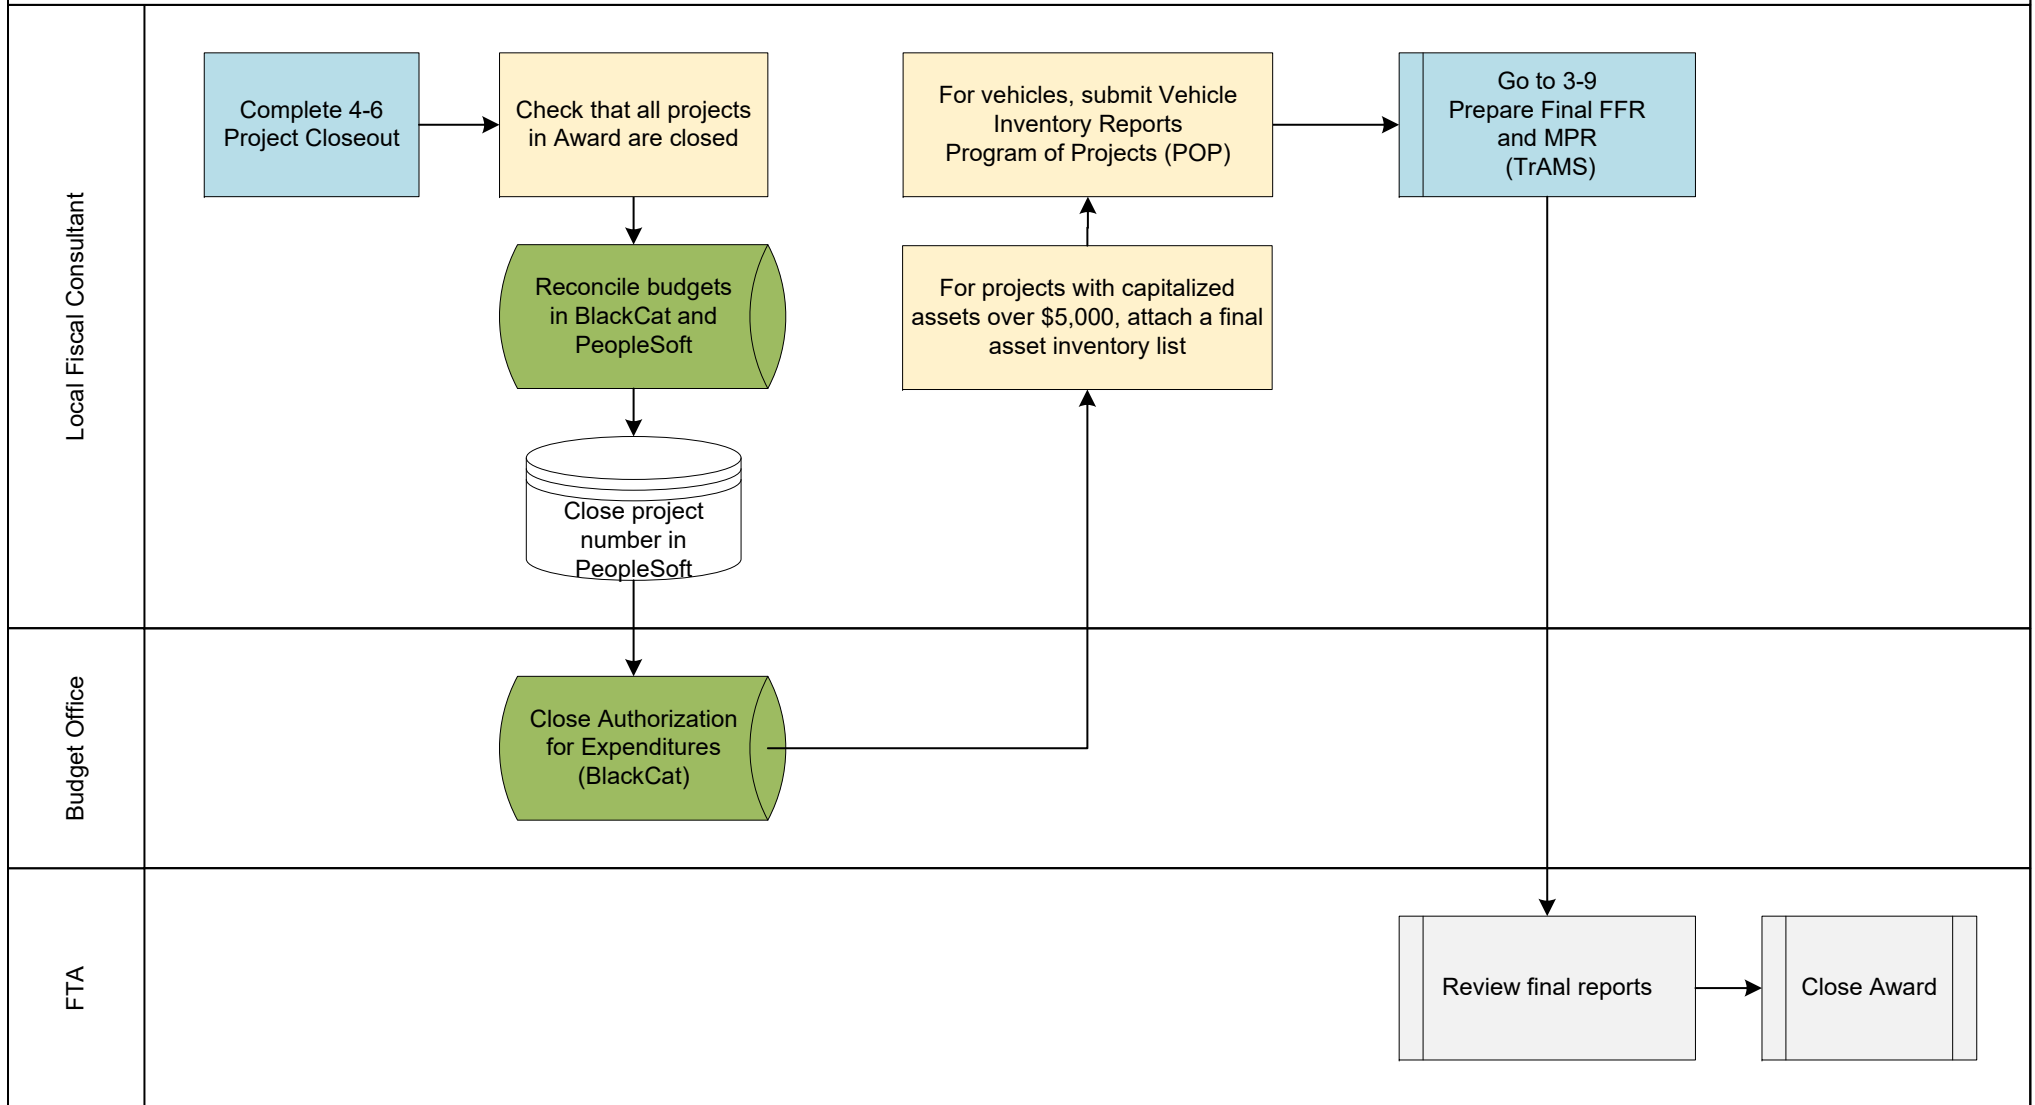 Local Fiscal Consultant
Complete 4-6
Project Closeout
Check that all projects
in Award are closed
Reconcile budgets
in BlackCat and
PeopleSoft
Close project
number in
PeopleSoft
For vehicles, submit Vehicle
Inventory Reports
Program of Projects (POP)
For projects with capitalized
assets over $5,000, attach a final
asset inventory list
Go to 3-9
Prepare Final FFR
and MPR
(TrAMS)
Budget Office
Close Authorization
for Expenditures
(BlackCat)
FTA
Review final reports
Close Award